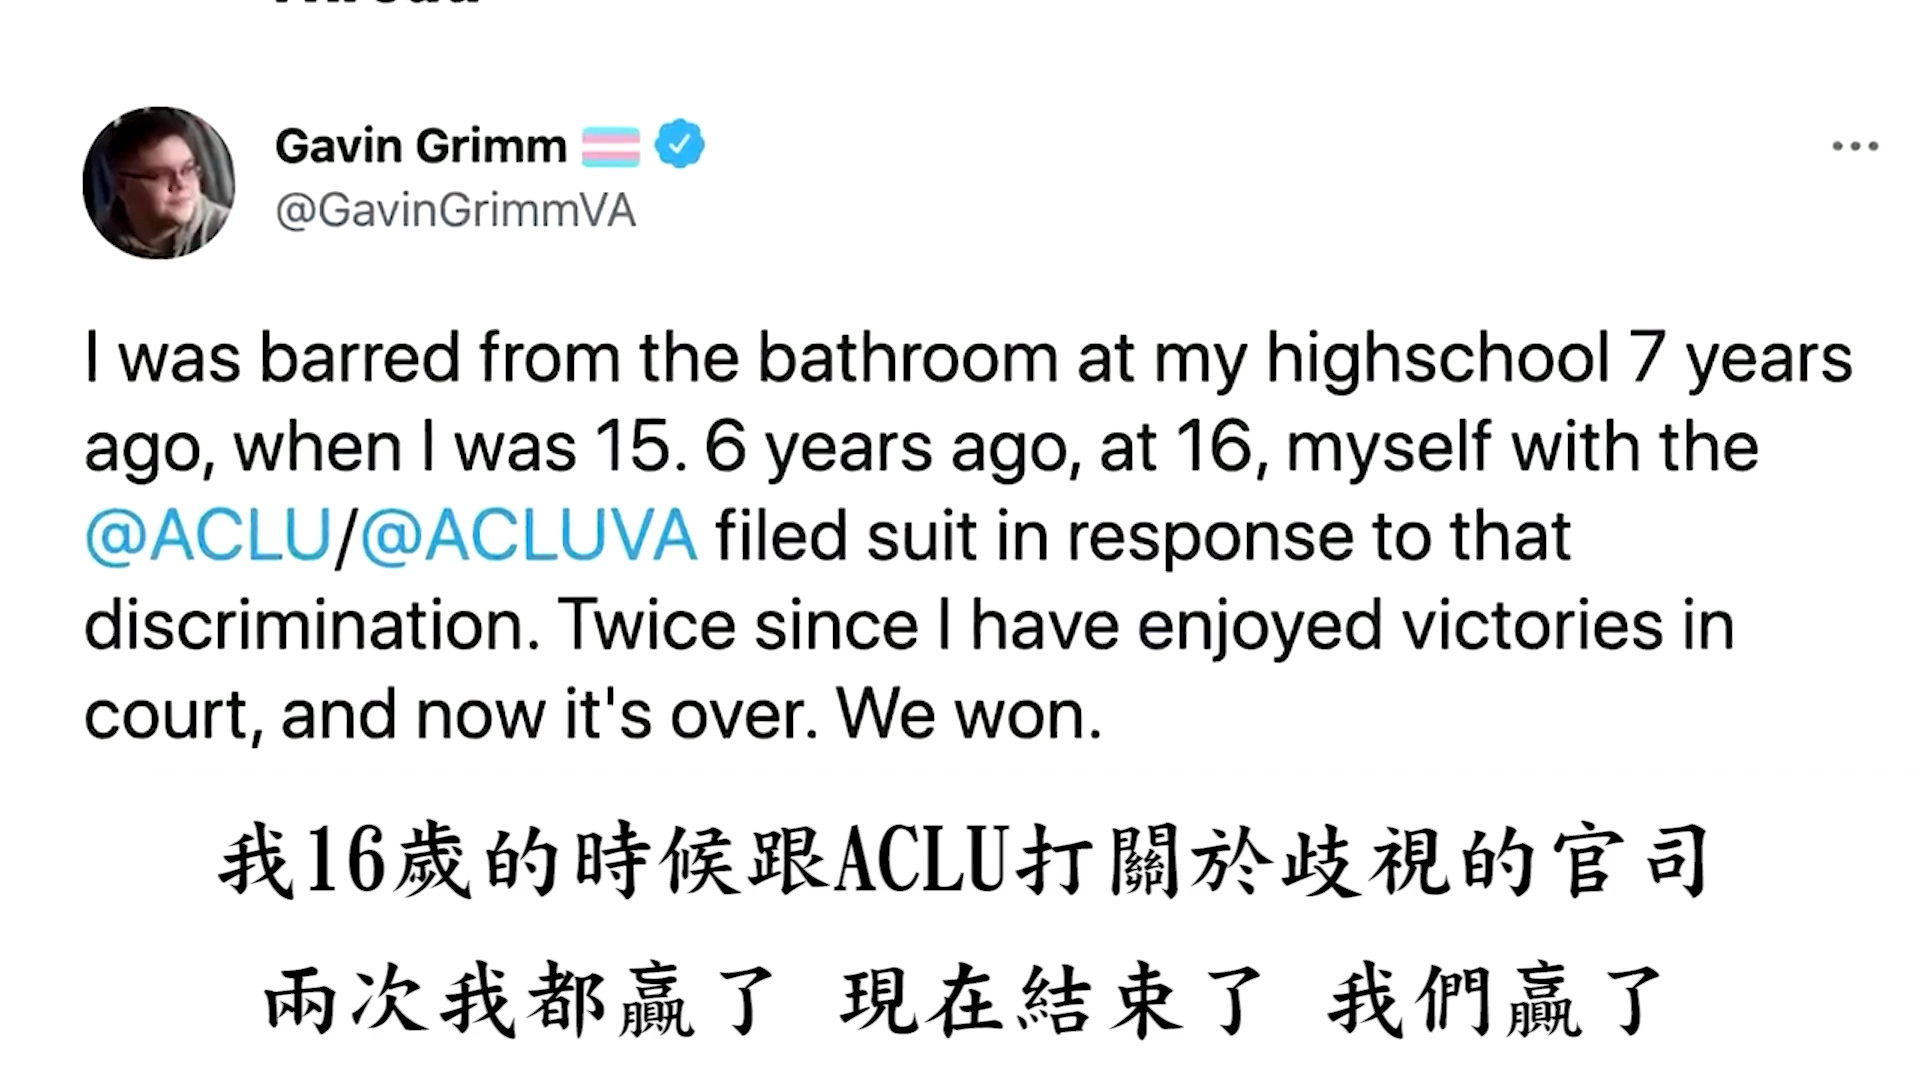 Thread
Gavin Grimm
@GavinGrimmVA
I was barred from the bathroom at my highschool 7 years
ago, when I was 15. 6 years ago, at 16, myself with the
@ACLU/@ACLUVA filed suit in response to that
discrimination. Twice since I have enjoyed victories in
court, and now it's over. We won.
我16歲的時候跟ACLU打關於歧視的官司
兩次我都贏了 現在結束了 我們贏了